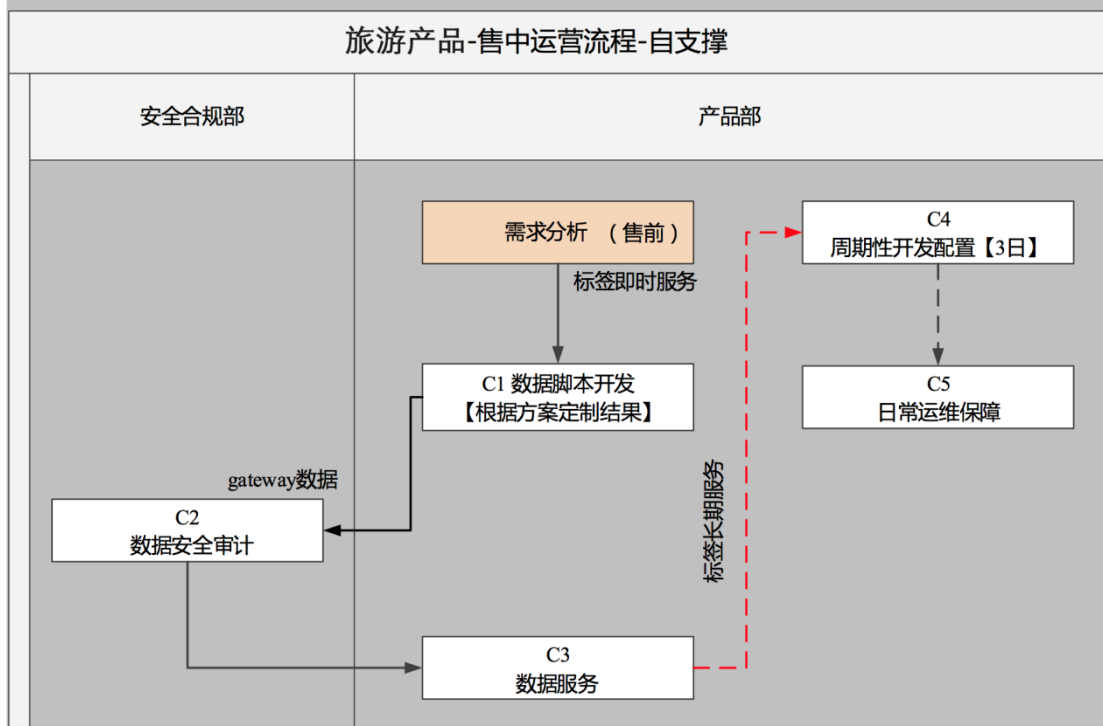 旅游产品-售中运营流程-自支撑
安全合规部
产品部
需求分析 （售前）
标签即时服务
C1 数据脚本开发
【根据方案定制结果】
gateway数据
C2
数据安全审计
C3
数据服务
标签长期服务
C4
周期性开发配置【3日】
C5
日常运维保障